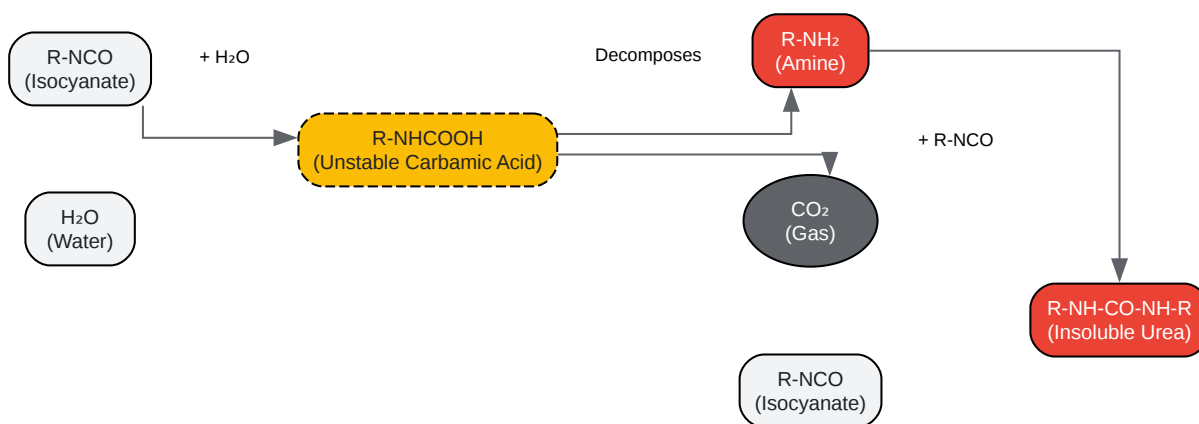 R-NCO
(Isocyanate)
+ H₂O
Decomposes
R-NH₂
(Amine)
R-NHCOOH
(Unstable Carbamic Acid)
+ R-NCO
H₂O
(Water)
CO₂
(Gas)
R-NH-CO-NH-R
(Insoluble Urea)
R-NCO
(Isocyanate)